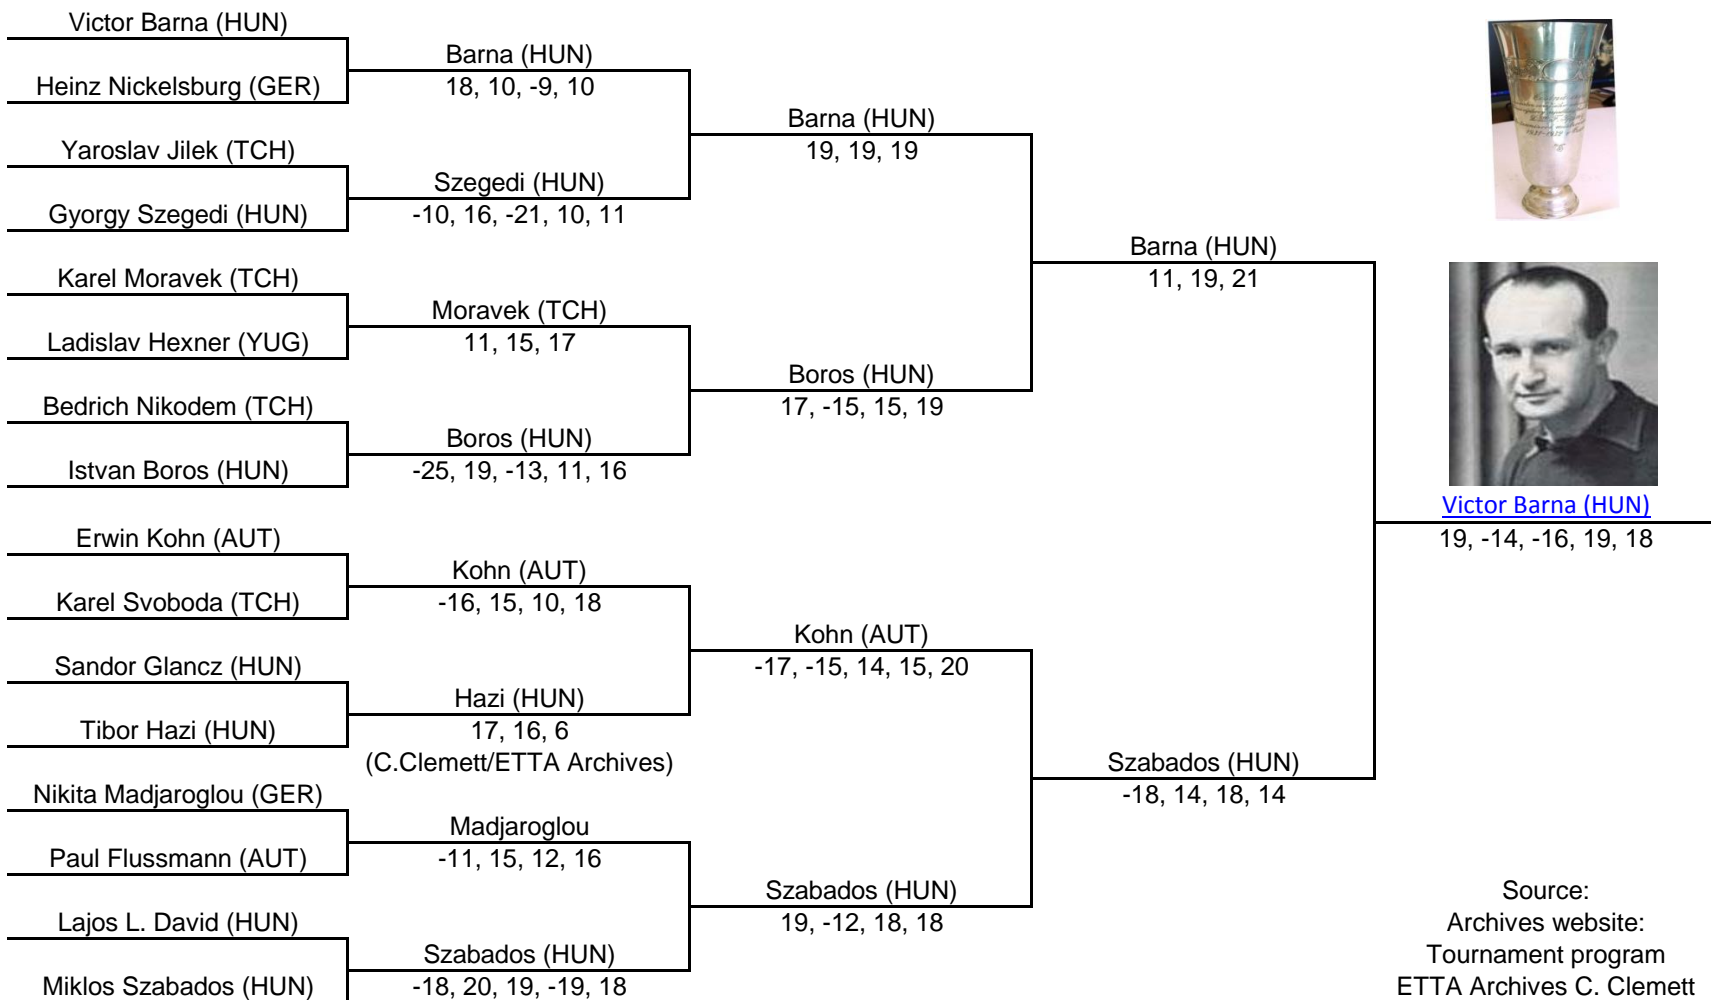 Victor Barna (HUN)
Heinz Nickelsburg (GER)
Yaroslav Jilek (TCH)
Gyorgy Szegedi (HUN)
Karel Moravek (TCH)
Ladislav Hexner (YUG)
Bedrich Nikodem (TCH)
Istvan Boros (HUN)
Erwin Kohn (AUT)
Karel Svoboda (TCH)
Sandor Glancz (HUN)
Tibor Hazi (HUN)
Nikita Madjaroglou (GER)
Paul Flussmann (AUT)
Lajos L. David (HUN)
Miklos Szabados (HUN)
Barna (HUN)
18, 10, -9, 10
Szegedi (HUN)
-10, 16, -21, 10, 11
Moravek (TCH)
11, 15, 17
Boros (HUN)
-25, 19, -13, 11, 16
Kohn (AUT)
-16, 15, 10, 18
Hazi (HUN)
17, 16, 6
(C.Clemett/ETTA Archives)
Madjaroglou
-11, 15, 12, 16
Szabados (HUN)
-18, 20, 19, -19, 18
Barna (HUN)
19, 19, 19
Boros (HUN)
17, -15, 15, 19
Kohn (AUT)
-17, -15, 14, 15, 20
Szabados (HUN)
19, -12, 18, 18
Barna (HUN)
11, 19, 21
Szabados (HUN)
-18, 14, 18, 14
Victor Barna (HUN)
19, -14, -16, 19, 18
Source:
Archives website:
Tournament program
ETTA Archives C. Clemett